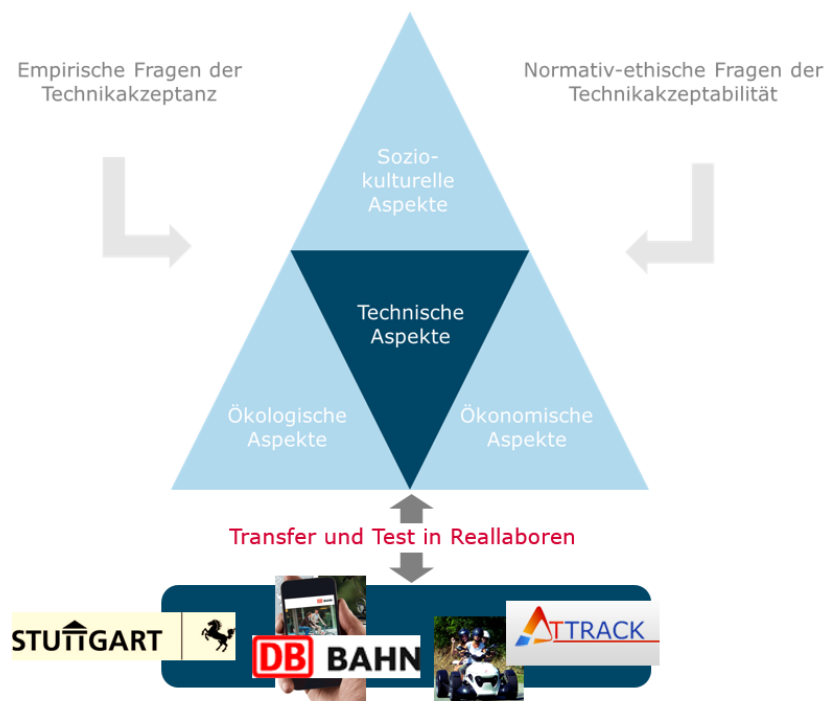 Empirische Fragen der
Technikakzeptanz
Normativ-ethische Fragen der
Technikakzeptabilität
Sozio-
kulturelle
Aspekte
Technische
Aspekte
Ökologische
Aspekte
Ökonomische
Aspekte
Transfer und Test in Reallaboren
STUTTGART
DB BAHN
ATTRACK